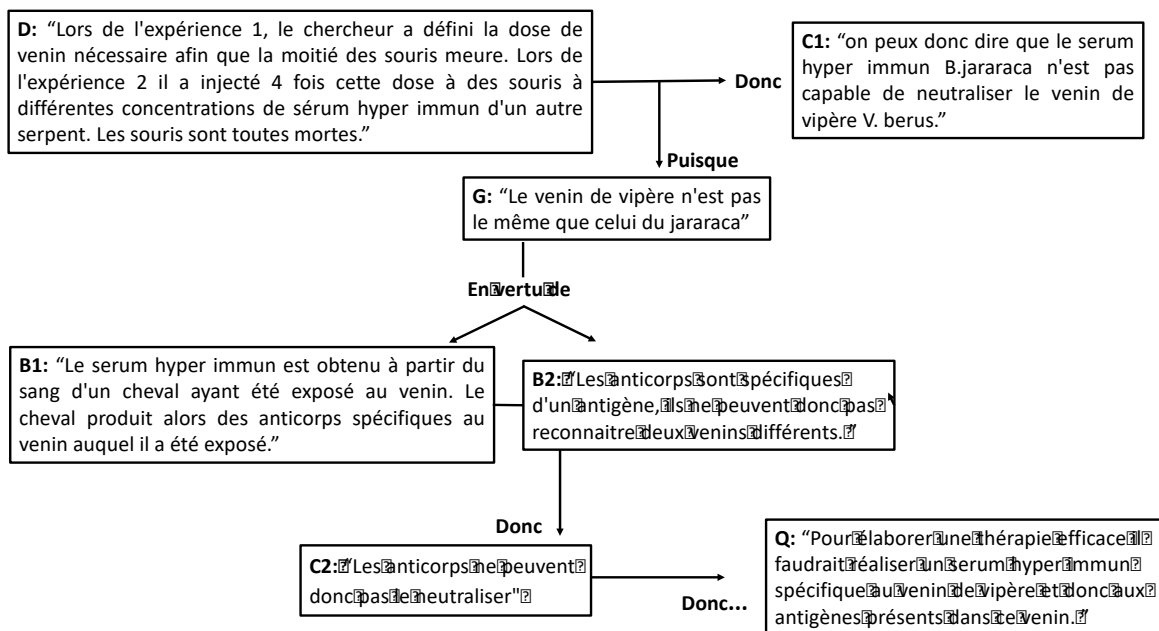 D: “Lors de l'expérience 1, le chercheur a défini la dose de
venin nécessaire afin que la moitié des souris meure. Lors de
l'expérience 2 il a injecté 4 fois cette dose à des souris à
différentes concentrations de sérum hyper immun d'un autre
serpent. Les souris sont toutes mortes.”
Donc
C1: “on peux donc dire que le serum
hyper immun B.jararaca n'est pas
capable de neutraliser le venin de
vipère V. berus.”
Puisque
G: “Le venin de vipère n'est pas
le même que celui du jararaca”
En vertu de
B1: “Le serum hyper immun est obtenu à partir du
sang d'un cheval ayant été exposé au venin. Le
cheval produit alors des anticorps spécifiques au
venin auquel il a été exposé.”
B2: “Les anticorps sont spécifiques
d'un antigène, ils ne peuvent donc pas
reconnaitre deux venins différents. ”
Donc
C2: “Les anticorps ne peuvent
donc pas le neutraliser"
Donc...
Q: “Pour élaborer une thérapie efficace il
faudrait réaliser un serum hyper immun
spécifique au venin de vipère et donc aux
antigènes présents dans ce venin. ”